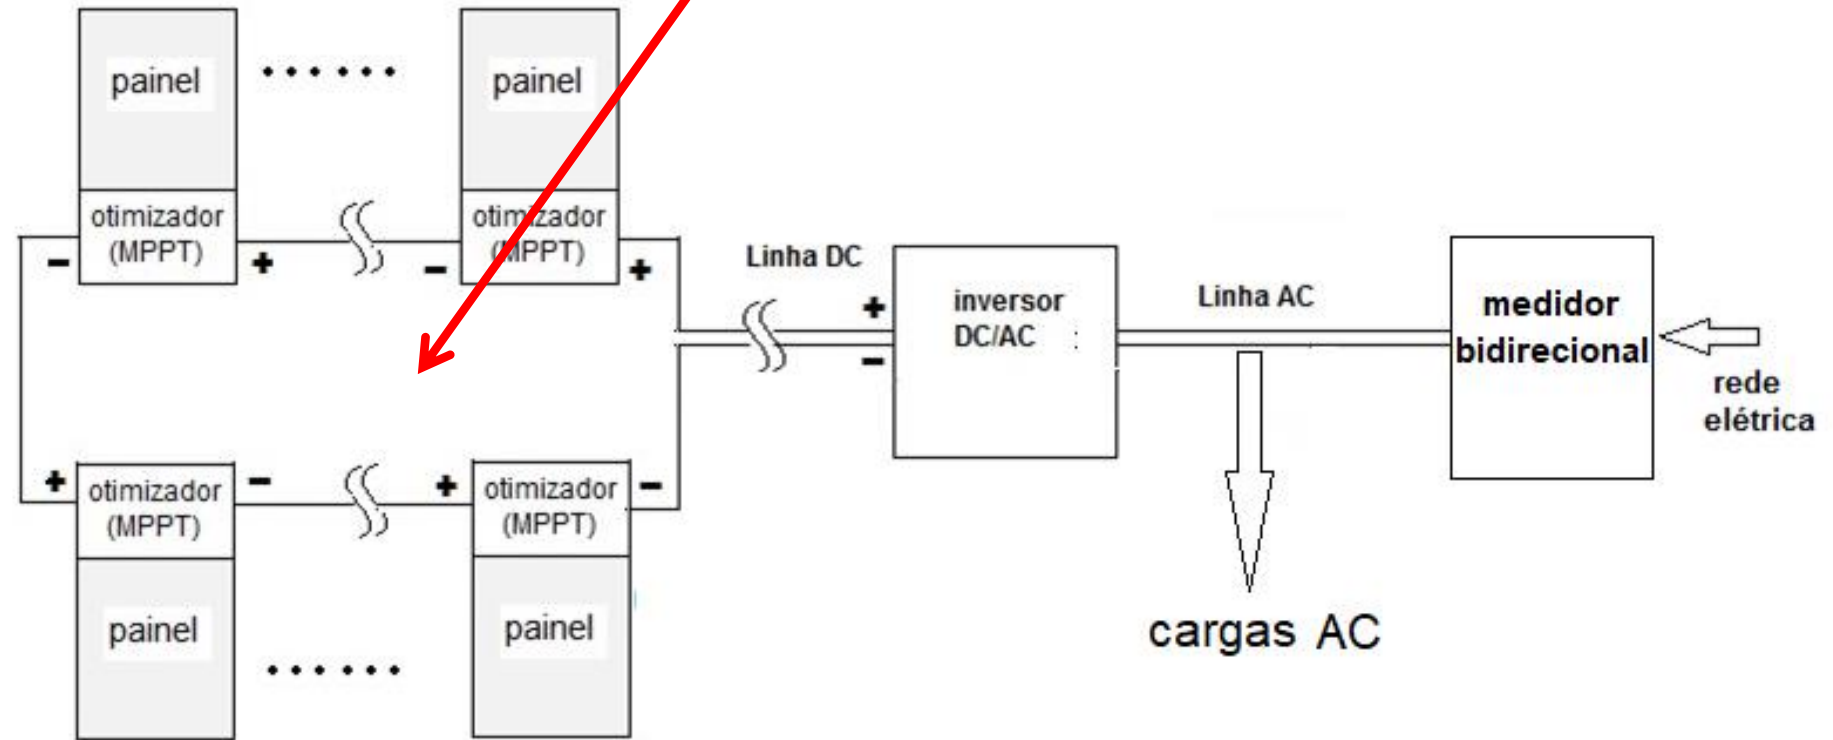 painel
painel
otimizador
(MPPT)
otimizador
(MPPT)
- + - +
Linha DC
+
-
inversor
DC/AC
Linha AC
medidor
bidirecional
rede
elétrica
+ - + -
otimizador
(MPPT)
otimizador
(MPPT)
painel
painel
cargas AC